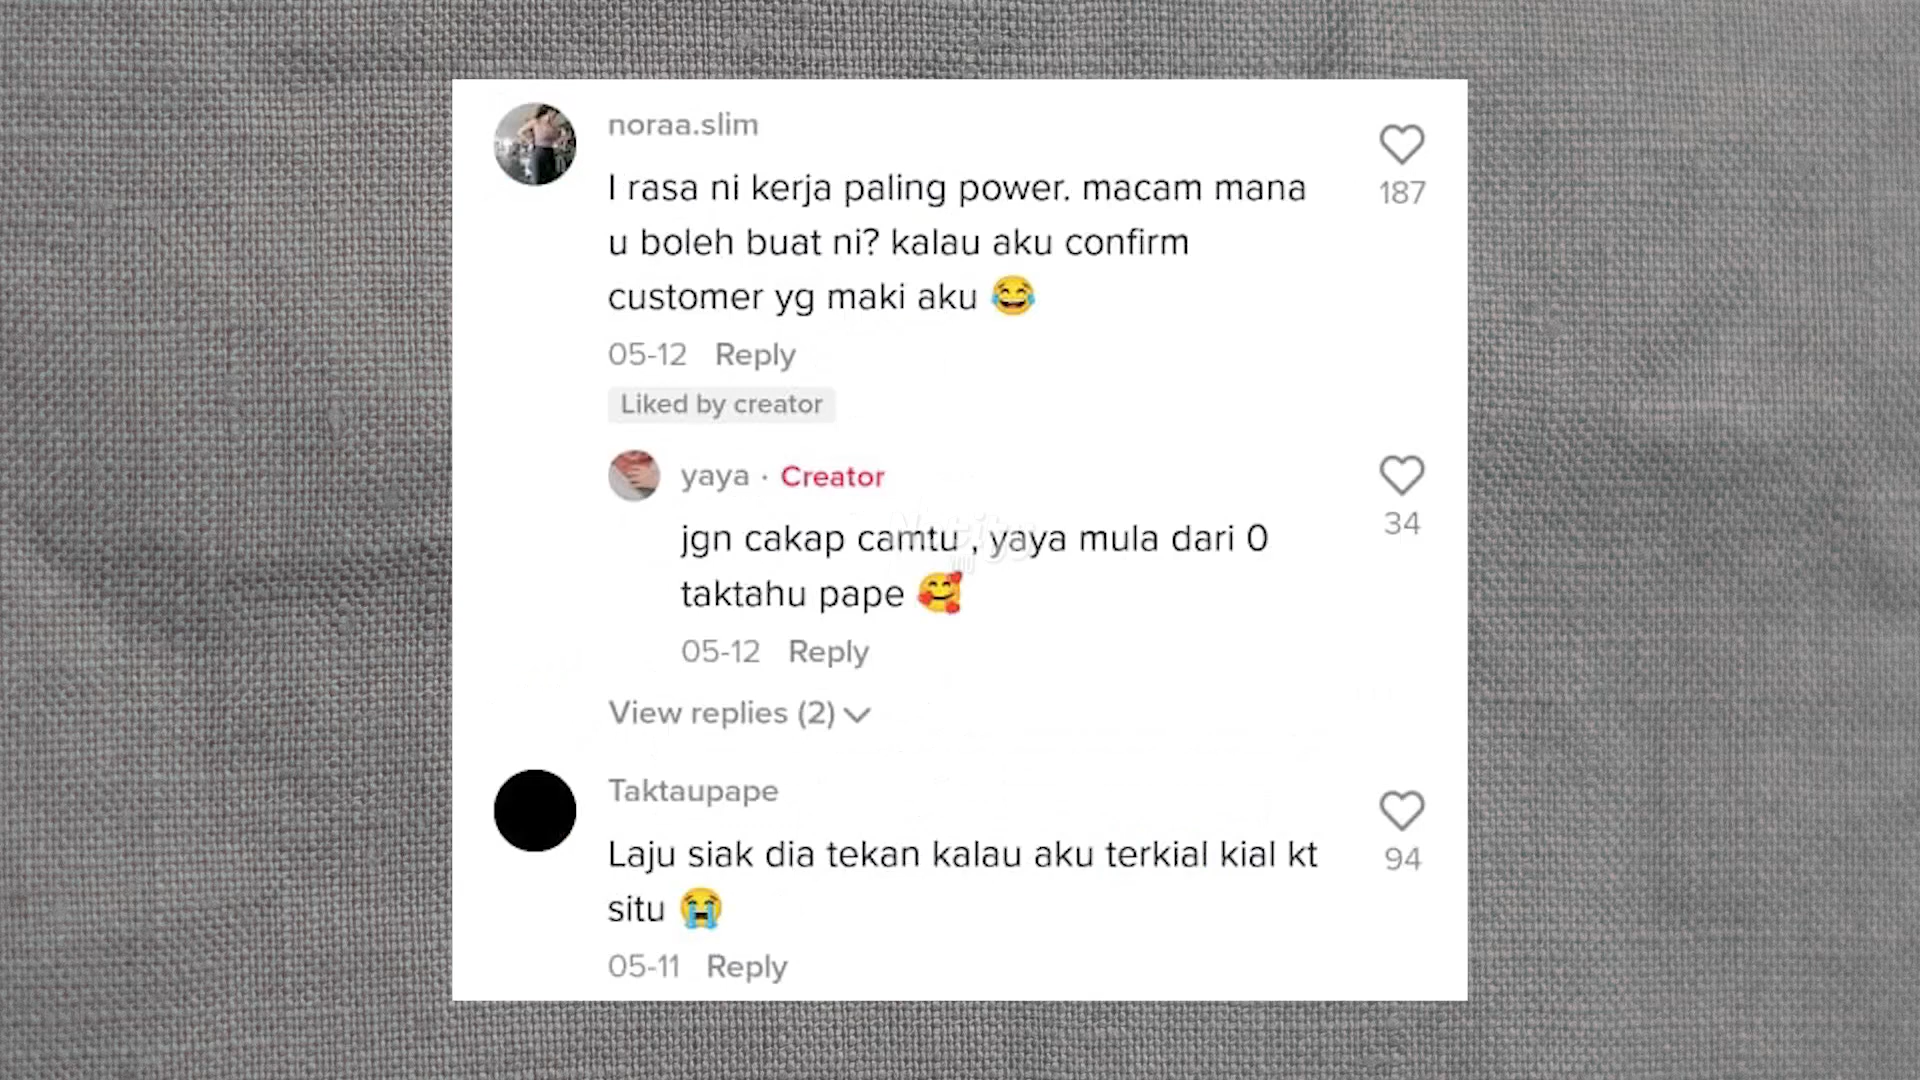 noraa.slim
I rasa ni kerja paling power. macam mana
187
u boleh buat ni? kalau aku confirm
customer yg maki aku 😂
05-12 Reply
Liked by creator
yaya · Creator
jgn cakap camtu , yaya mula dari 0
34
taktahu pape 🥰
05-12 Reply
View replies (2)
Taktaupape
Laju siak dia tekan kalau aku terkial kial kt
94
situ 😭
05-11 Reply